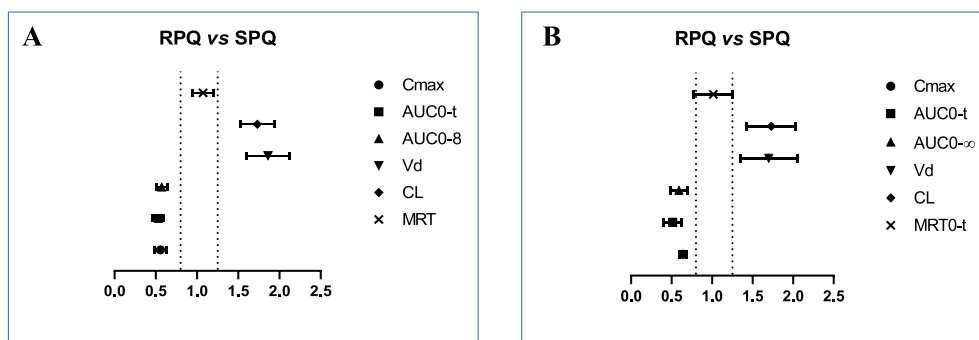 A
RPQ vs SPQ
Cmax
AUC0-t
AUC0-8
Vd
CL
MRT
0.0 0.5 1.0 1.5 2.0 2.5
B
RPQ vs SPQ
Cmax
AUC0-t
AUC0-∞
Vd
CL
MRT0-t
0.0 0.5 1.0 1.5 2.0 2.5